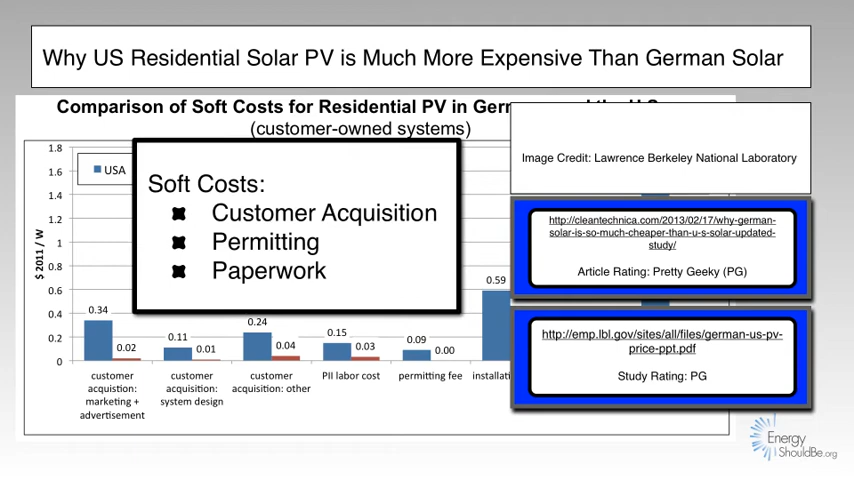 Why US Residential Solar PV is Much More Expensive Than German Solar
Comparison of Soft Costs for Residential PV in
(customer-owned systems)
Image Credit: Lawrence Berkeley National Laboratory
1.8
1.6
1.4
1.2
1
0.8
0.6
0.4
0.2
0
$ 2011 / W
USA
Soft Costs:
Customer Acquisition
Permitting
Paperwork
http://cleantechnica.com/2013/02/17/why-german-
solar-is-so-much-cheaper-than-u-s-solar-updated-
study/
Article Rating: Pretty Geeky (PG)
http://emp.lbl.gov/sites/all/files/german-us-pv-
price-ppt.pdf
Study Rating: PG
0.34
0.02
0.11
0.01
0.24
0.04
0.15
0.03
0.09
0.00
0.59
customer
acquisition:
marketing +
advertisement
customer
acquisition:
system design
customer
acquisition: other
PII labor cost
permitting fee
Energy
ShouldBe.org